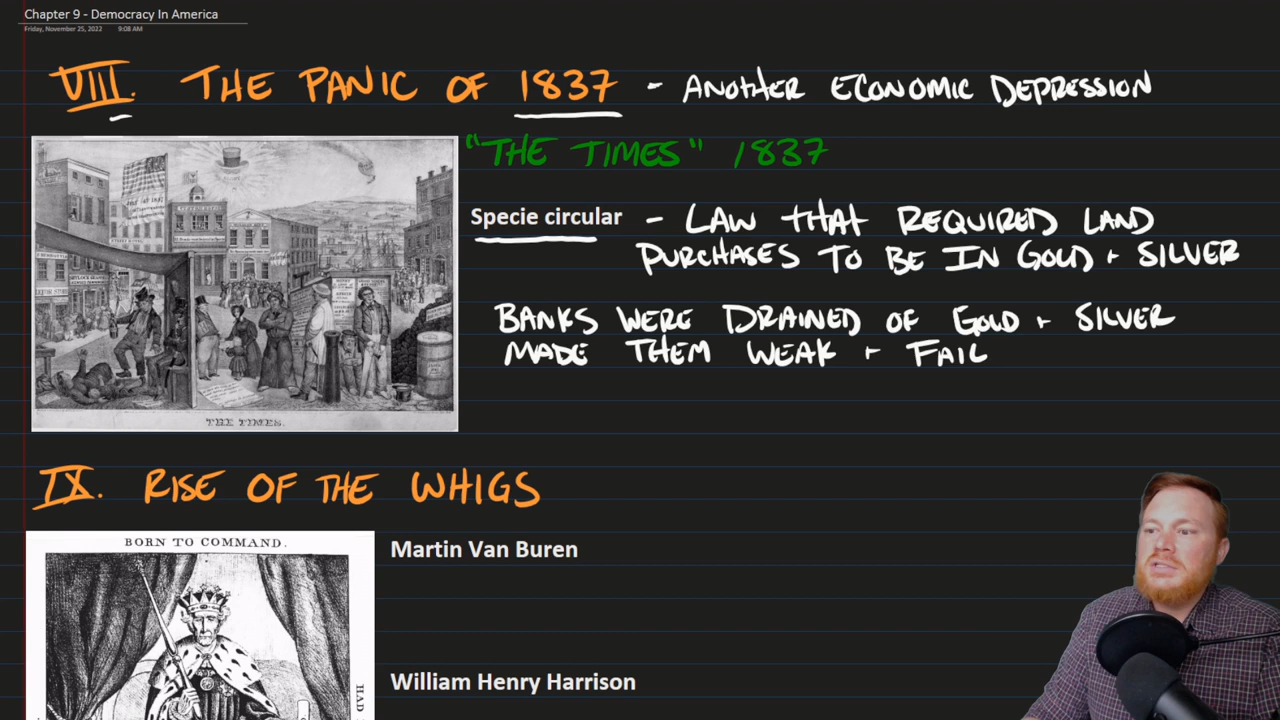 Chapter 9 - Democracy In America
Friday, November 25, 2022 9:08 AM
VIII. THE PANIC OF 1837 - ANOTHER ECONOMIC DEPRESSION
"THE TIMES" 1837
Specie circular - LAW THAT REQUIRED LAND
PURCHASES TO BE IN GOLD + SILVER
BANKS WERE DRAINED OF GOLD + SILVER
MADE THEM WEAK + FAIL
THE TIMES.
IX. RISE OF THE WHIGS
BORN TO COMMAND.
Martin Van Buren
HAD
William Henry Harrison